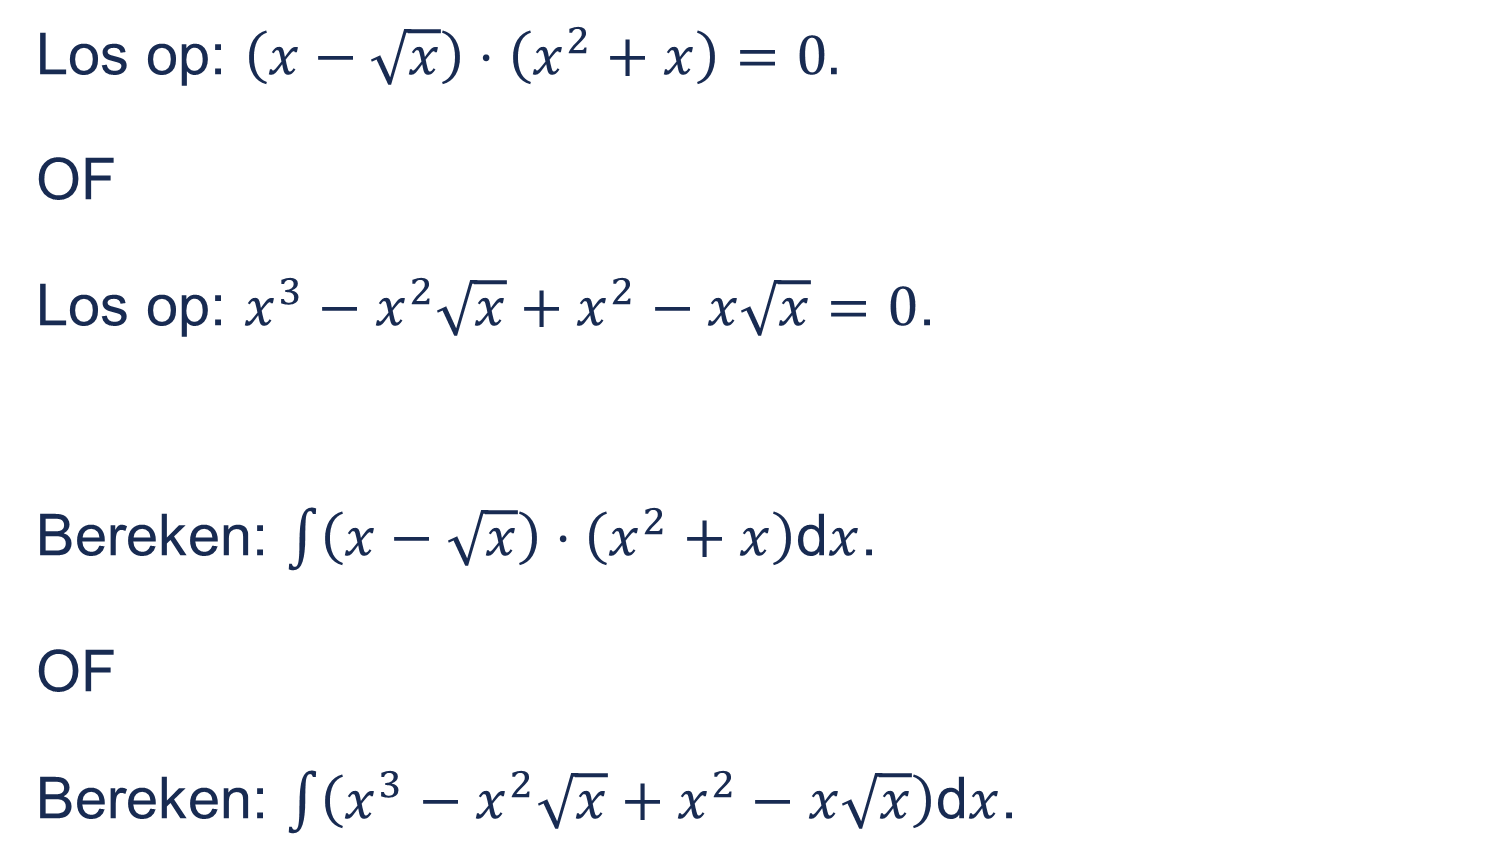 Los op: (x − √x) · (x² + x) = 0.
OF
Los op: x³ − x²√x + x² − x√x = 0.
Bereken: ∫(x − √x) · (x² + x)dx.
OF
Bereken: ∫(x³ − x²√x + x² − x√x)dx.